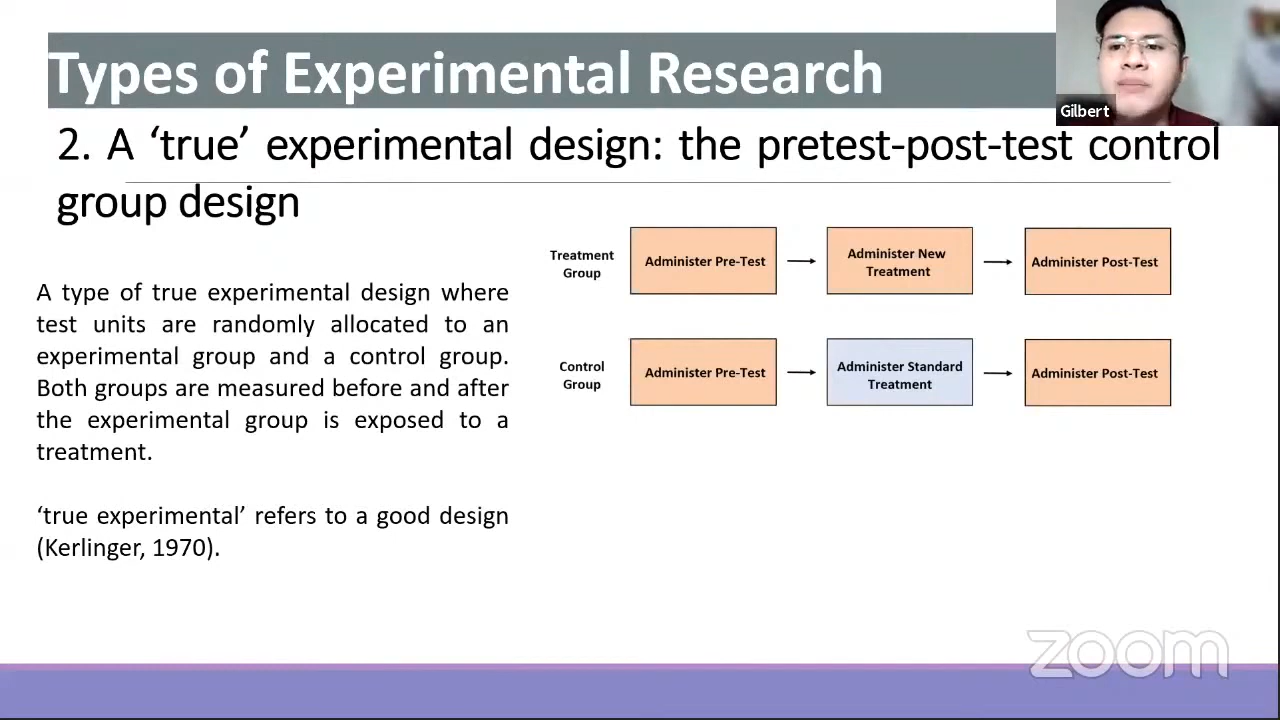 Types of Experimental Research
Gilbert
2. A ‘true’ experimental design: the pretest-post-test control
group design
A type of true experimental design where
test units are randomly allocated to an
experimental group and a control group.
Both groups are measured before and after
the experimental group is exposed to a
treatment.
‘true experimental’ refers to a good design
(Kerlinger, 1970).
Treatment
Group
Administer Pre-Test
Administer New
Treatment
Administer Post-Test
Control
Group
Administer Pre-Test
Administer Standard
Treatment
Administer Post-Test
zoom